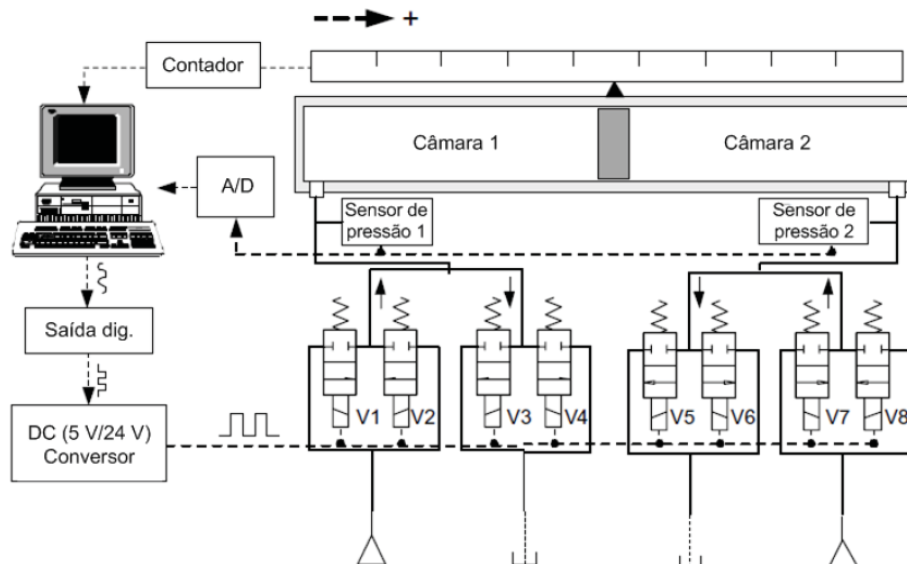 +
Contador
Câmara 1
Câmara 2
A/D
Sensor de
pressão 1
Sensor de
pressão 2
Saída dig.
DC (5 V/24 V)
Conversor
V1
V2
V3
V4
V5
V6
V7
V8